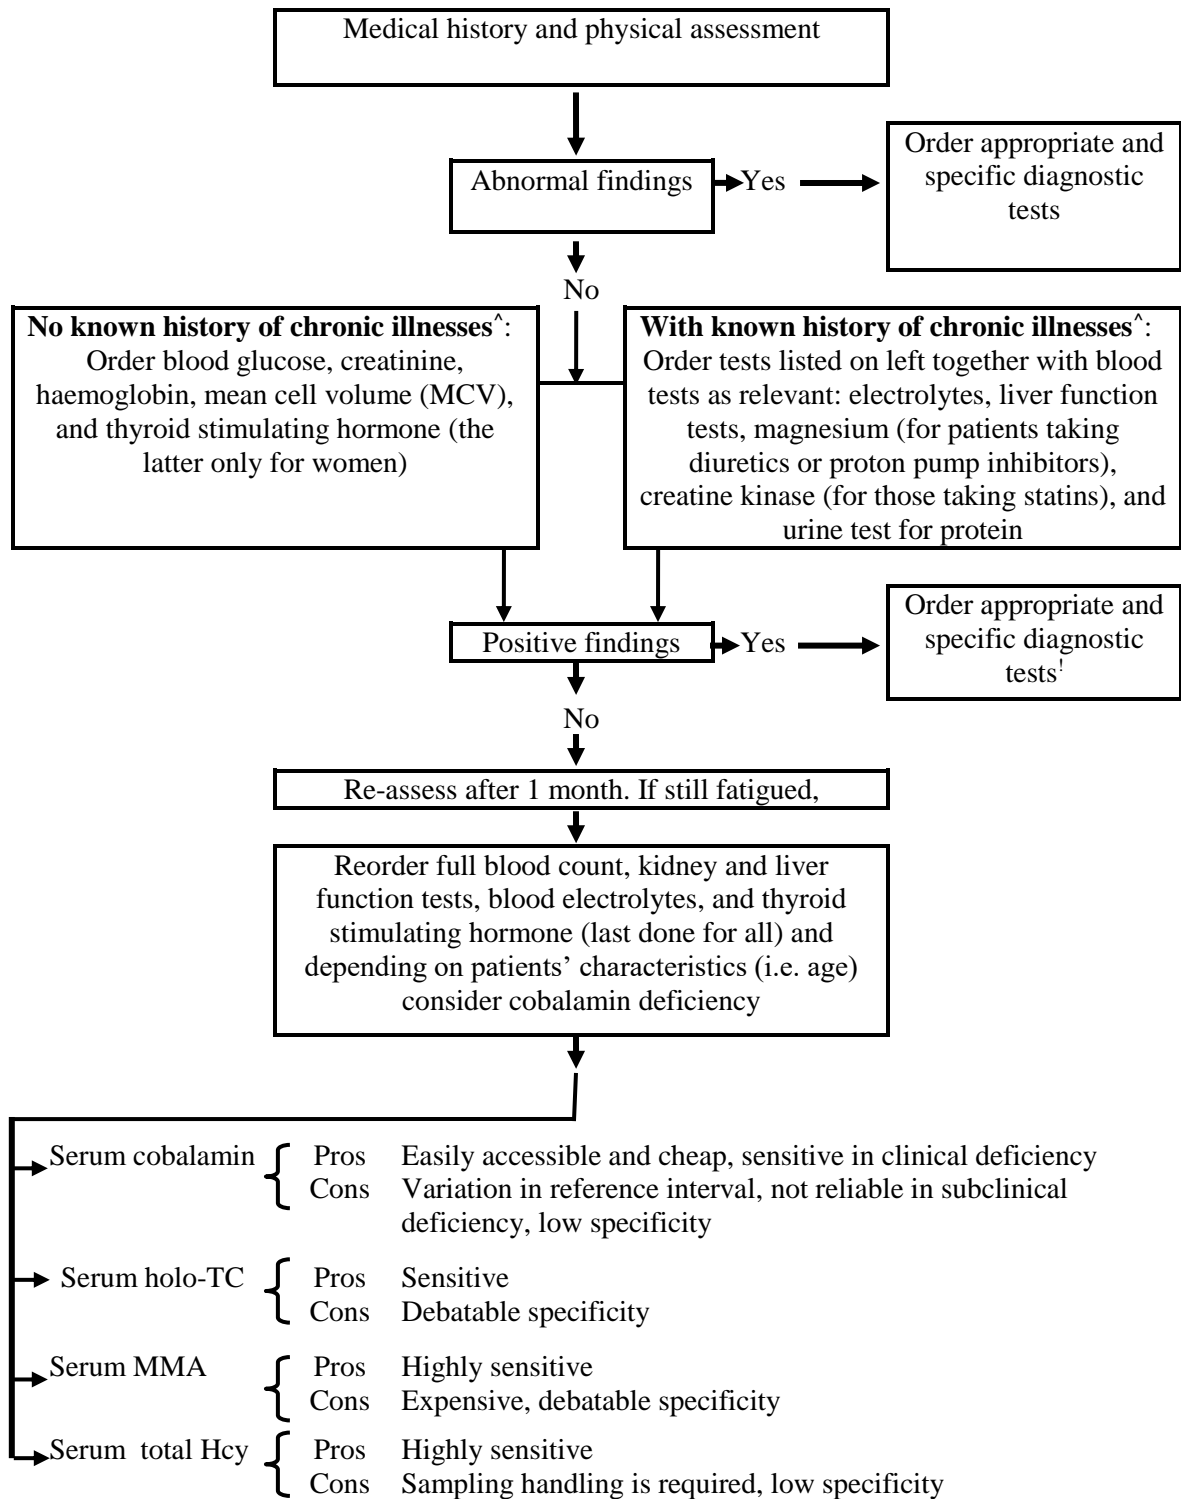 Medical history and physical assessment
Abnormal findings
Yes
Order appropriate and
specific diagnostic
tests
No
No known history of chronic illnesses^:
Order blood glucose, creatinine,
haemoglobin, mean cell volume (MCV),
and thyroid stimulating hormone (the
latter only for women)
With known history of chronic illnesses^:
Order tests listed on left together with blood
tests as relevant: electrolytes, liver function
tests, magnesium (for patients taking
diuretics or proton pump inhibitors),
creatine kinase (for those taking statins), and
urine test for protein
Positive findings
Yes
Order appropriate and
specific diagnostic
tests!
No
Re-assess after 1 month. If still fatigued,
Reorder full blood count, kidney and liver
function tests, blood electrolytes, and thyroid
stimulating hormone (last done for all) and
depending on patients’ characteristics (i.e. age)
consider cobalamin deficiency
Serum cobalamin
Pros Easily accessible and cheap, sensitive in clinical deficiency
Cons Variation in reference interval, not reliable in subclinical
deficiency, low specificity
Serum holo-TC
Pros Sensitive
Cons Debatable specificity
Serum MMA
Pros Highly sensitive
Cons Expensive, debatable specificity
Serum total Hcy
Pros Highly sensitive
Cons Sampling handling is required, low specificity